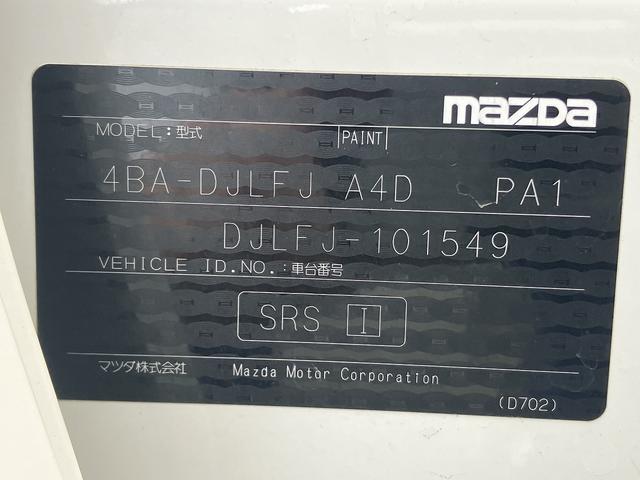 mazda
MODEL:型式 PAINT
4BA-DJLFJ A4D PA1
DJLFJ-101549
VEHICLE ID.NO.:車台番号
SRS I
マツダ株式会社 Mazda Motor Corporation
(D702)